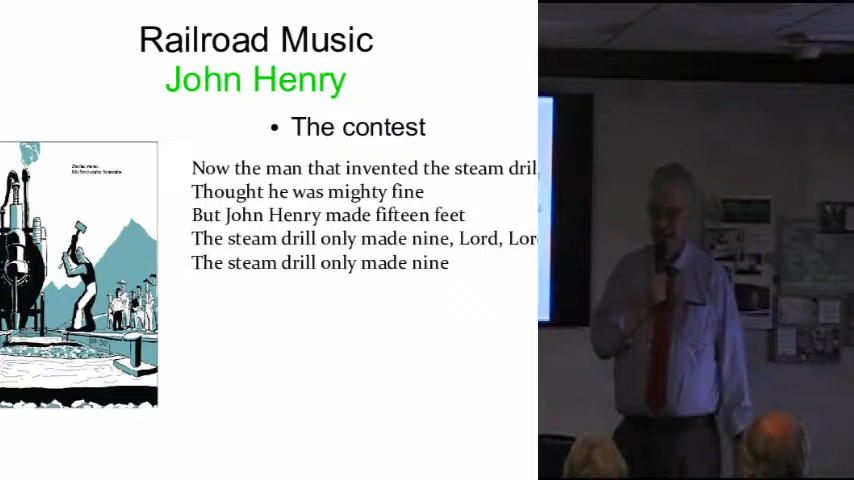 Railroad Music
John Henry
• The contest
Now the man that invented the steam dril
Thought he was mighty fine
But John Henry made fifteen feet
The steam drill only made nine, Lord, Lor
The steam drill only made nine